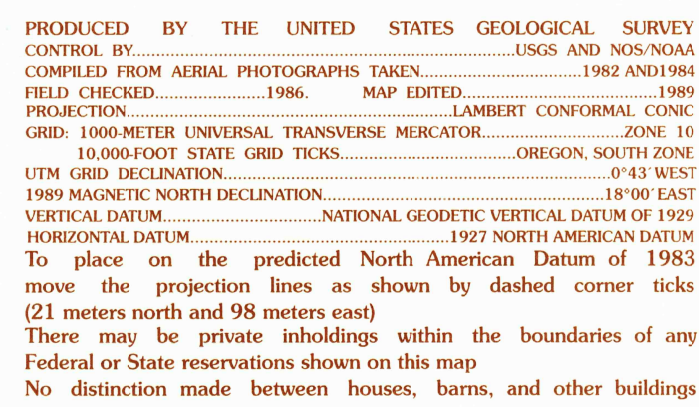 PRODUCED BY THE UNITED STATES GEOLOGICAL SURVEY
CONTROL BY..................................................USGS AND NOS/NOAA
COMPILED FROM AERIAL PHOTOGRAPHS TAKEN......................1982 AND1984
FIELD CHECKED...................1986. MAP EDITED.......................1989
PROJECTION............................................LAMBERT CONFORMAL CONIC
GRID: 1000-METER UNIVERSAL TRANSVERSE MERCATOR...................ZONE 10
10,000-FOOT STATE GRID TICKS........................OREGON, SOUTH ZONE
UTM GRID DECLINATION.................................................0°43′ WEST
1989 MAGNETIC NORTH DECLINATION......................................18°00′ EAST
VERTICAL DATUM.....................NATIONAL GEODETIC VERTICAL DATUM OF 1929
HORIZONTAL DATUM..................................1927 NORTH AMERICAN DATUM
To place on the predicted North American Datum of 1983
move the projection lines as shown by dashed corner ticks
(21 meters north and 98 meters east)
There may be private inholdings within the boundaries of any
Federal or State reservations shown on this map
No distinction made between houses, barns, and other buildings